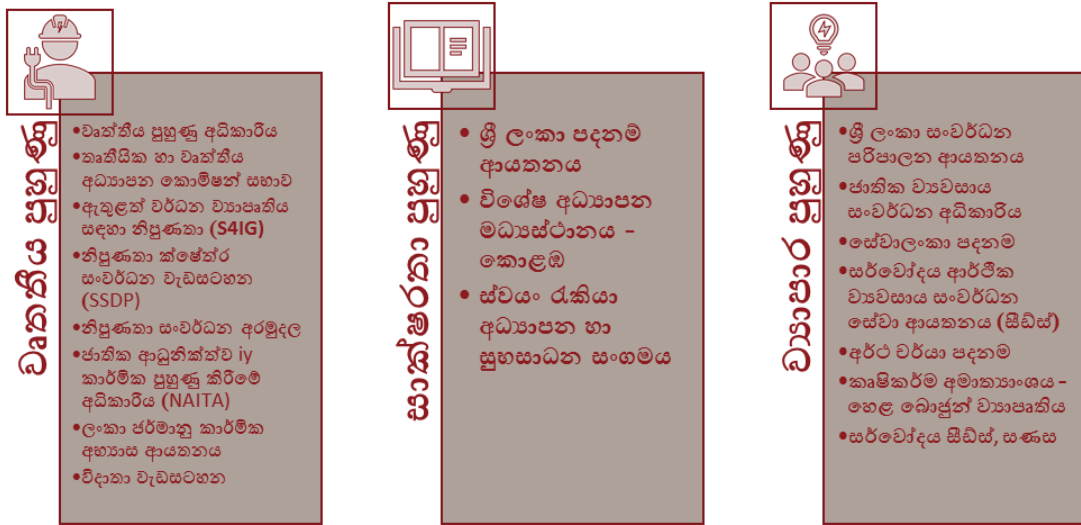 වෘත්තීය පුහුණු
•වෘත්තීය පුහුණු අධිකාරිය
•තෘතීයික හා වෘත්තීය
අධ්‍යාපන කොමිෂන් සභාව
•ඇතුළත් වර්ධන ව්‍යාපෘතිය
සඳහා නිපුණතා (S4IG)
•නිපුණතා ක්ෂේත්‍ර
සංවර්ධන වැඩසටහන
(SSDP)
•නිපුණතා සංවර්ධන අරමුදල
•ජාතික ආධුනිකත්ව iy
කාර්මික පුහුණු කිරීමේ
අධිකාරිය (NAITA)
•ලංකා ජර්මානු කාර්මික
අභ්‍යාස ආයතනය
•විදාතා වැඩසටහන
සාක්ෂරතා පුහුණු
• ශ්‍රී ලංකා පදනම්
ආයතනය
• විශේෂ අධ්‍යාපන
මධ්‍යස්ථානය –
කොළඹ
• ස්වයං රැකියා
අධ්‍යාපන හා
සුභසාධන සංගමය
ව්‍යාපාර පුහුණු
•ශ්‍රී ලංකා සංවර්ධන
පරිපාලන ආයතනය
•ජාතික ව්‍යවසාය
සංවර්ධන අධිකාරිය
•සේවාලංකා පදනම
•සර්වෝදය ආර්ථික
ව්‍යවසාය සංවර්ධන
සේවා ආයතනය (සීඩ්ස්)
•අර්ථ චර්යා පදනම
•කෘෂිකර්ම අමාත්‍යාංශය –
හෙළ බොජුන් ව්‍යාපෘතිය
•සර්වෝදය සීඩ්ස්, සණස